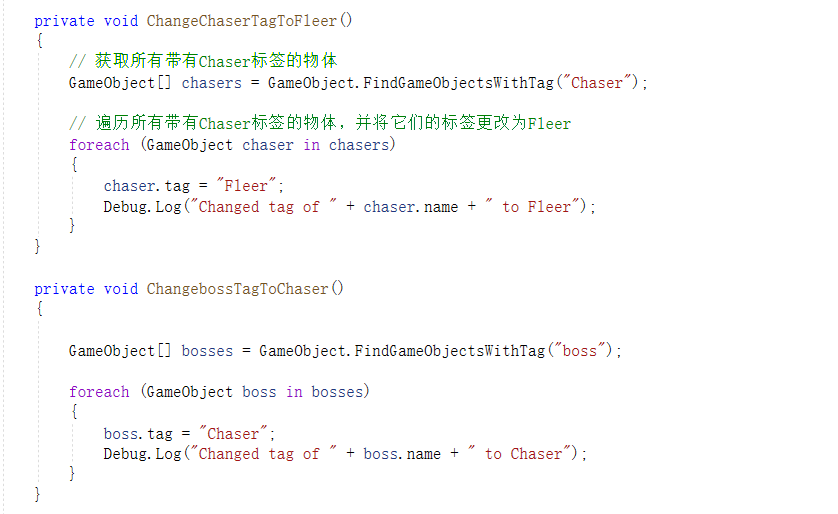 private void ChangeChaserTagToFleer()
{
// 获取所有带有Chaser标签的物体
GameObject[] chasers = GameObject.FindGameObjectsWithTag("Chaser");
// 遍历所有带有Chaser标签的物体，并将它们的标签更改为Fleer
foreach (GameObject chaser in chasers)
{
chaser.tag = "Fleer";
Debug.Log("Changed tag of " + chaser.name + " to Fleer");
}
}
private void ChangebossTagToChaser()
{
GameObject[] bosses = GameObject.FindGameObjectsWithTag("boss");
foreach (GameObject boss in bosses)
{
boss.tag = "Chaser";
Debug.Log("Changed tag of " + boss.name + " to Chaser");
}
}